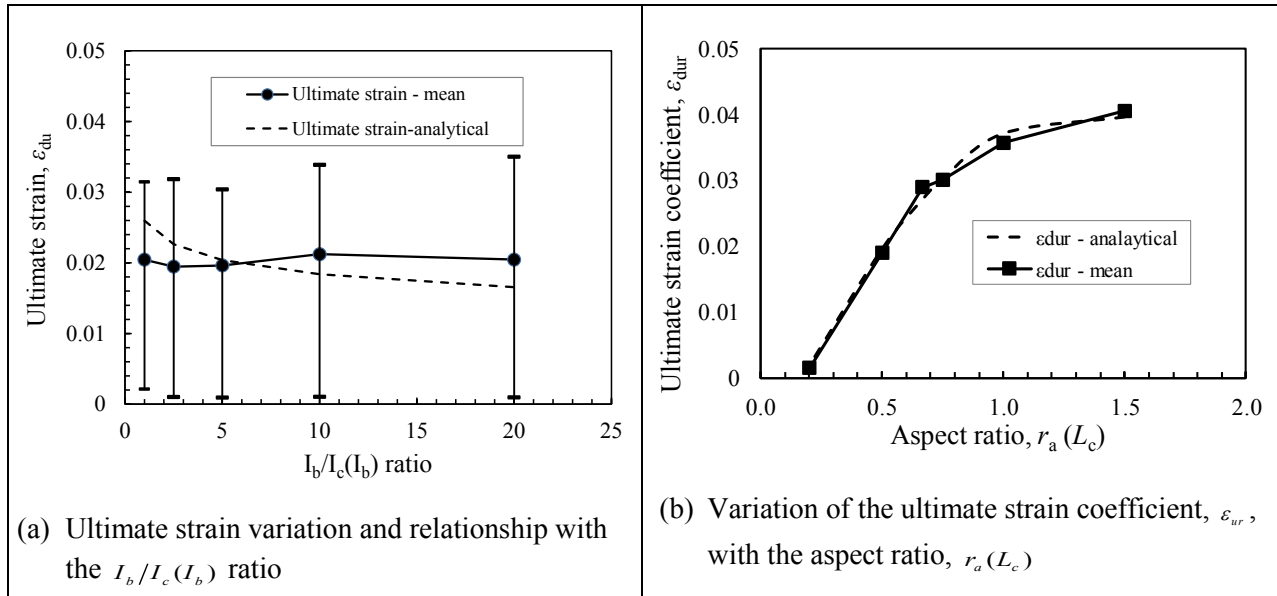 0.05
0.04
0.03
0.02
0.01
0
Ultimate strain, εdu
Ultimate strain - mean
Ultimate strain-analytical
0 5 10 15 20 25
Ib/Ic(Ib) ratio
(a) Ultimate strain variation and relationship with
the Ib/Ic(Ib) ratio
0.05
0.04
0.03
0.02
0.01
0
Ultimate strain coefficient, εdur
εdur - analaytical
εdur - mean
0.0 0.5 1.0 1.5 2.0
Aspect ratio, ra (Lc)
(b) Variation of the ultimate strain coefficient, εur,
with the aspect ratio, ra(Lc)